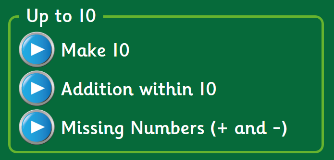 Up to 10
Make 10
Addition within 10
Missing Numbers (+ and -)